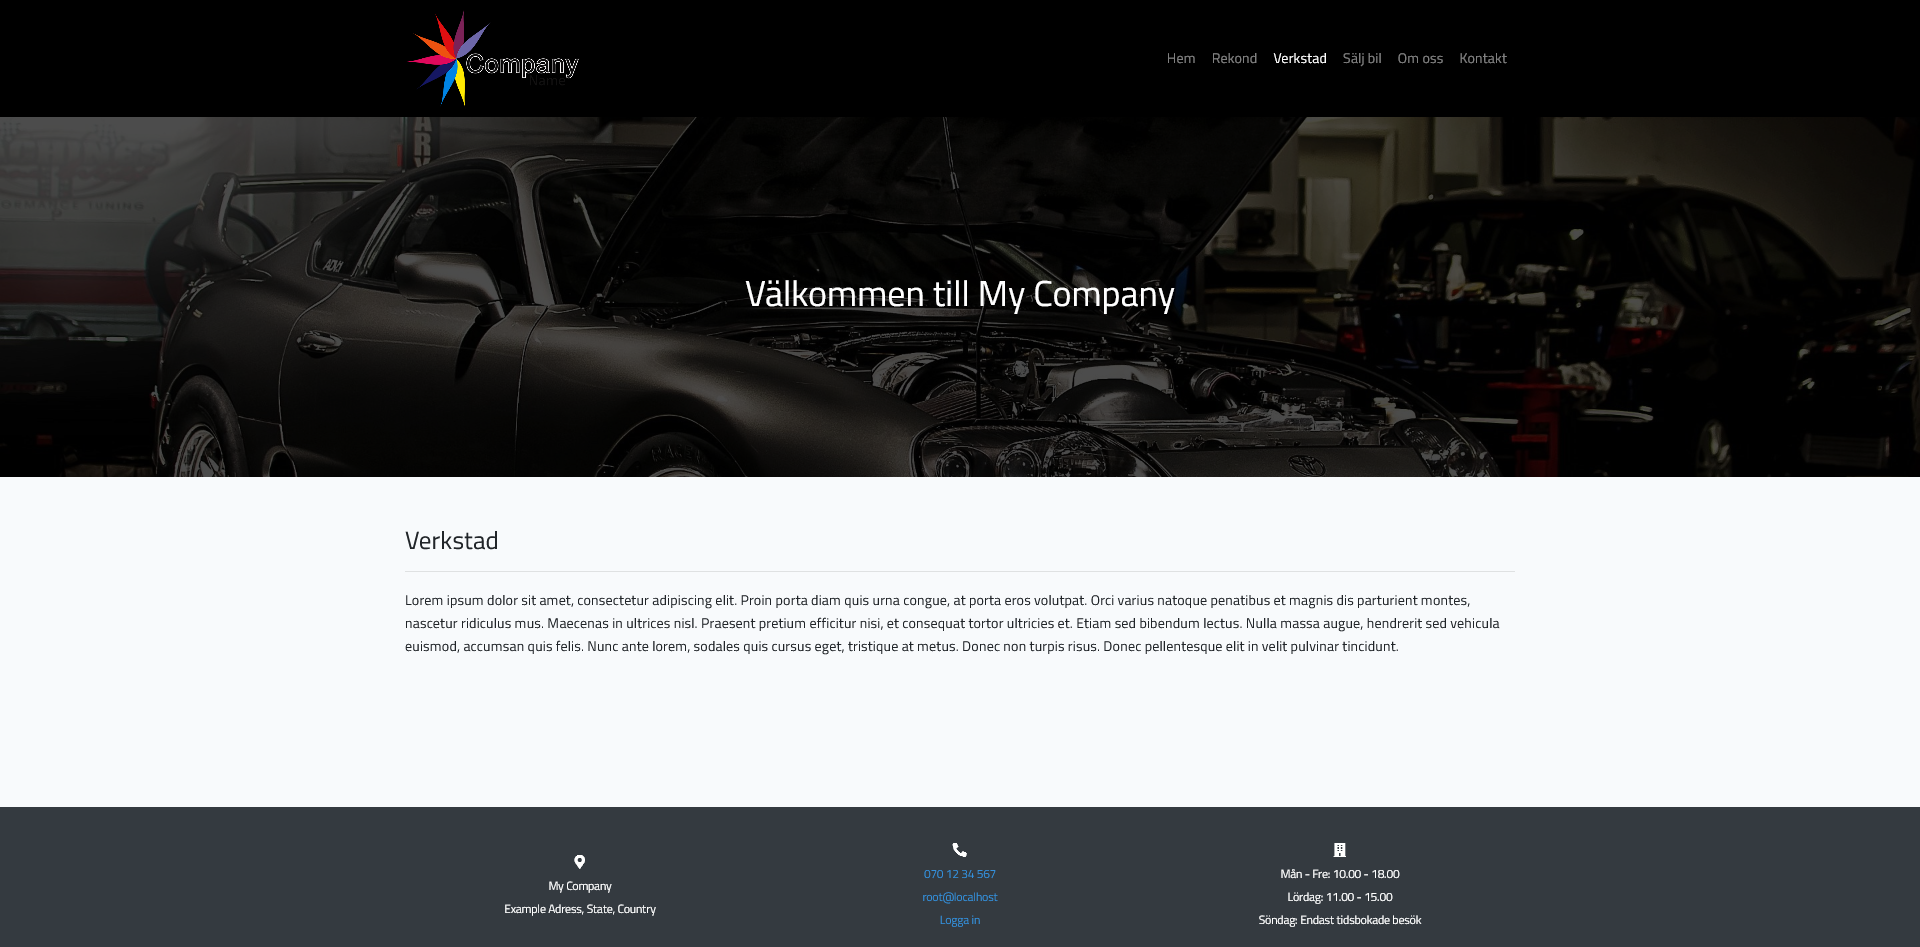 Company
Name
Hem Rekond Verkstad Sälj bil Om oss Kontakt
Välkommen till My Company
Verkstad
Lorem ipsum dolor sit amet, consectetur adipiscing elit. Proin porta diam quis urna congue, at porta eros volutpat. Orci varius natoque penatibus et magnis dis parturient montes,
nascetur ridiculus mus. Maecenas in ultrices nisl. Praesent pretium efficitur nisi, et consequat tortor ultricies et. Etiam sed bibendum lectus. Nulla massa augue, hendrerit sed vehicula
euismod, accumsan quis felis. Nunc ante lorem, sodales quis cursus eget, tristique at metus. Donec non turpis risus. Donec pellentesque elit in velit pulvinar tincidunt.
My Company
Example Adress, State, Country
070 12 34 567
root@localhost
Logga in
Mån - Fre: 10.00 - 18.00
Lördag: 11.00 - 15.00
Söndag: Endast tidsbokade besök